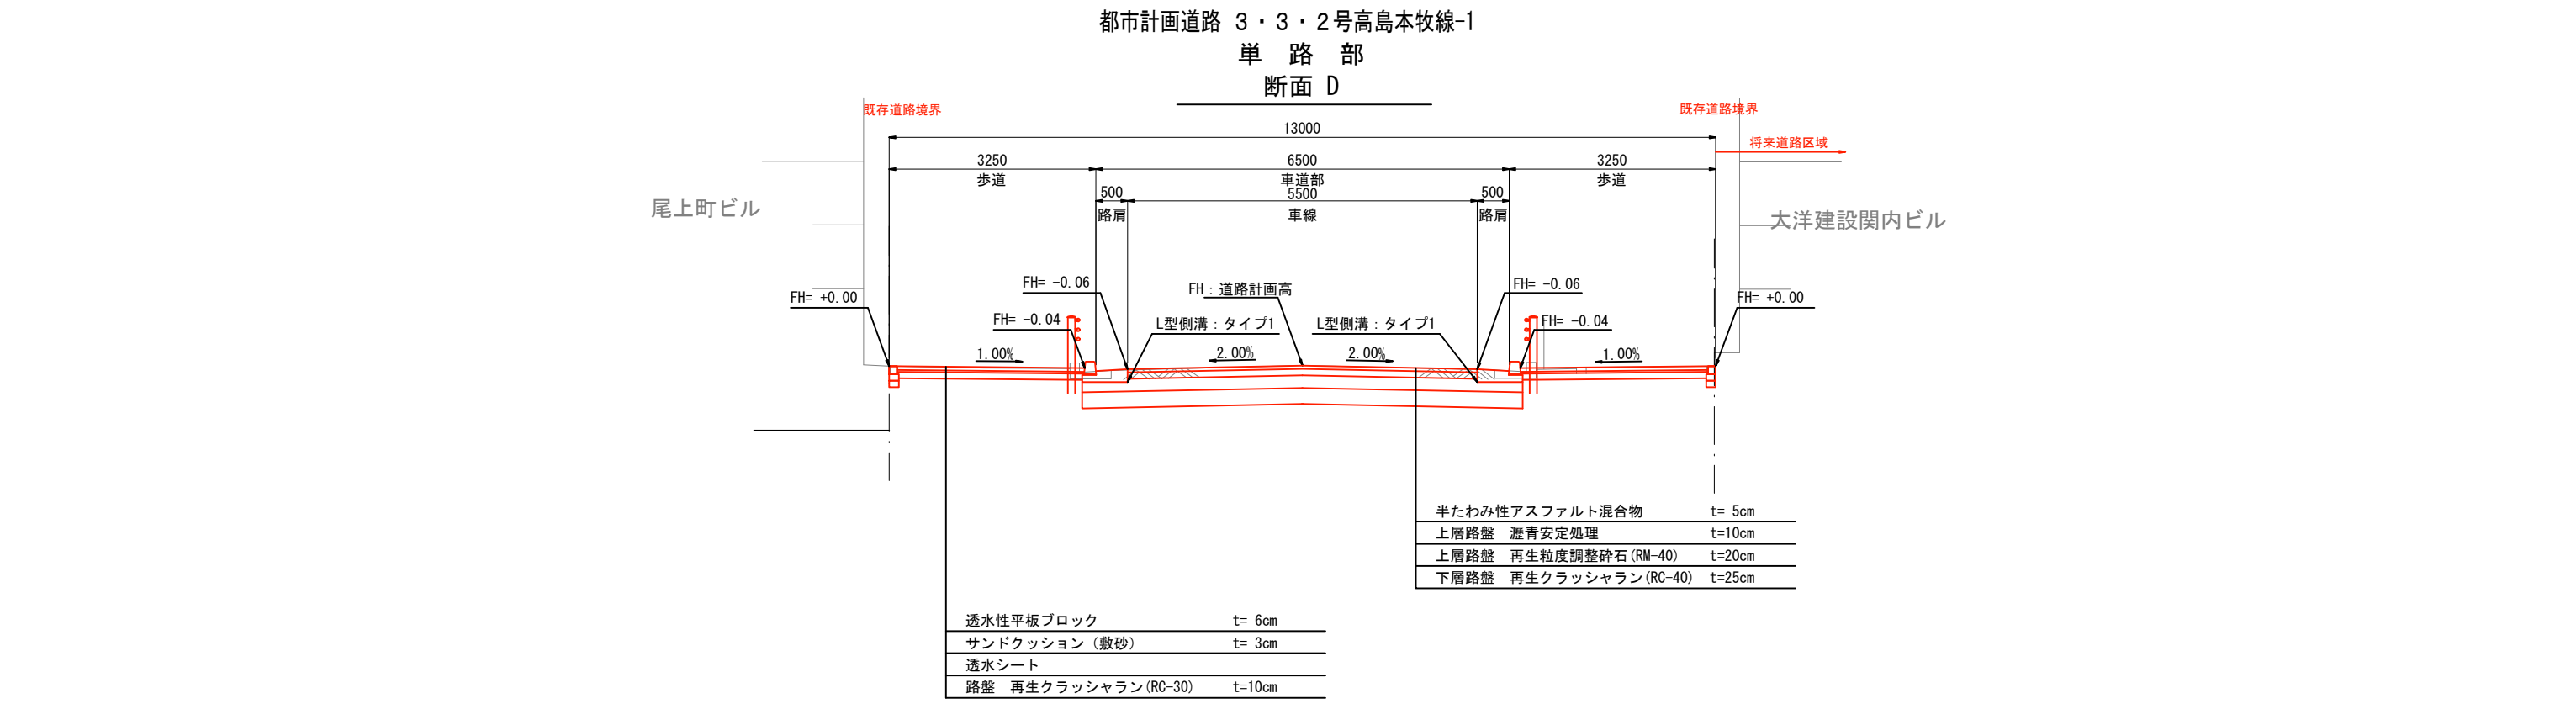 都市計画道路 3・3・2号高島本牧線-1
単 路 部
断面 D
既存道路境界
既存道路境界
13000
将来道路区域
3250
6500
3250
歩道
車道部
歩道
500
5500
500
路肩
車線
路肩
尾上町ビル
大洋建設関内ビル
FH= -0.06
FH：道路計画高
FH= -0.06
FH= +0.00
FH= +0.00
FH= -0.04
L型側溝：タイプ1
L型側溝：タイプ1
FH= -0.04
1.00%
2.00%
2.00%
1.00%
半たわみ性アスファルト混合物 t= 5cm
上層路盤 瀝青安定処理 t=10cm
上層路盤 再生粒度調整砕石(RM-40) t=20cm
下層路盤 再生クラッシャラン(RC-40) t=25cm
透水性平板ブロック t= 6cm
サンドクッション（敷砂） t= 3cm
透水シート
路盤 再生クラッシャラン(RC-30) t=10cm